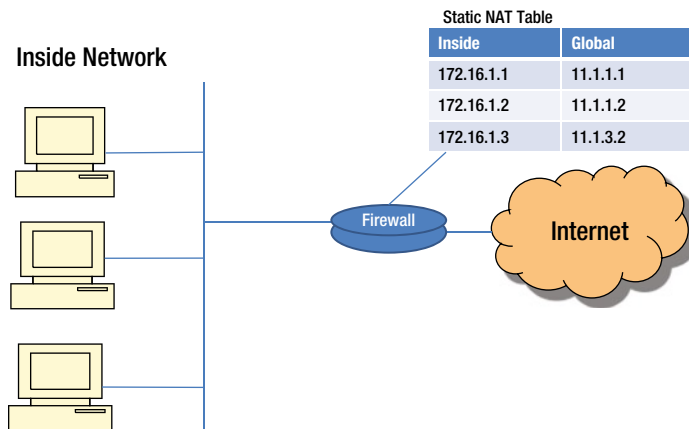 Static NAT Table
Inside Global
172.16.1.1 11.1.1.1
172.16.1.2 11.1.1.2
172.16.1.3 11.1.3.2
Inside Network
Firewall
Internet